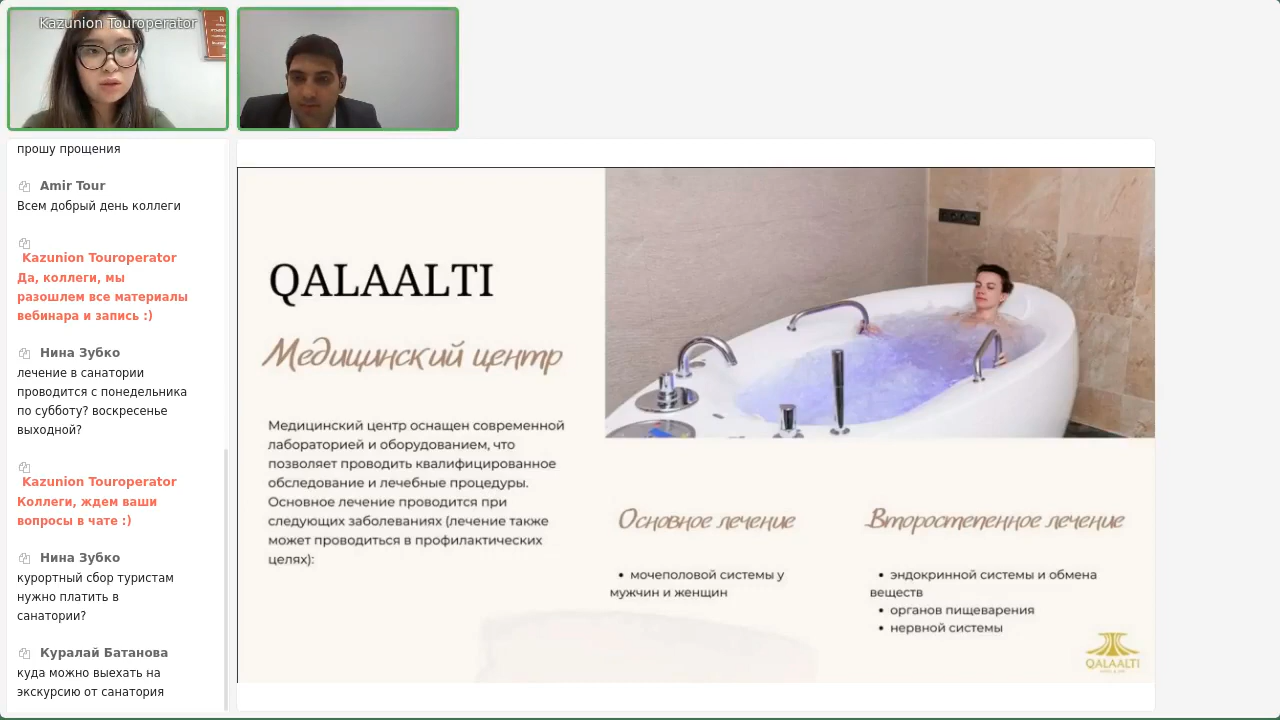 Kazunion Touroperator
прошу прощения
Amir Tour
Всем добрый день коллеги
Kazunion Touroperator
Да, коллеги, мы
разошлем все материалы
вебинара и запись :)
Нина Зубко
лечение в санатории
проводится с понедельника
по субботу? воскресенье
выходной?
Kazunion Touroperator
Коллеги, ждем ваши
вопросы в чате :)
Нина Зубко
курортный сбор туристам
нужно платить в
санатории?
Куралай Батанова
куда можно выехать на
экскурсию от санатория
QALAALTI
Медицинский центр
Медицинский центр оснащен современной
лабораторией и оборудованием, что
позволяет проводить квалифицированное
обследование и лечебные процедуры.
Основное лечение проводится при
следующих заболеваниях (лечение также
может проводиться в профилактических
целях):
Основное лечение
• мочеполовой системы у
мужчин и женщин
Второстепенное лечение
• эндокринной системы и обмена
веществ
• органов пищеварения
• нервной системы
QALAALTI